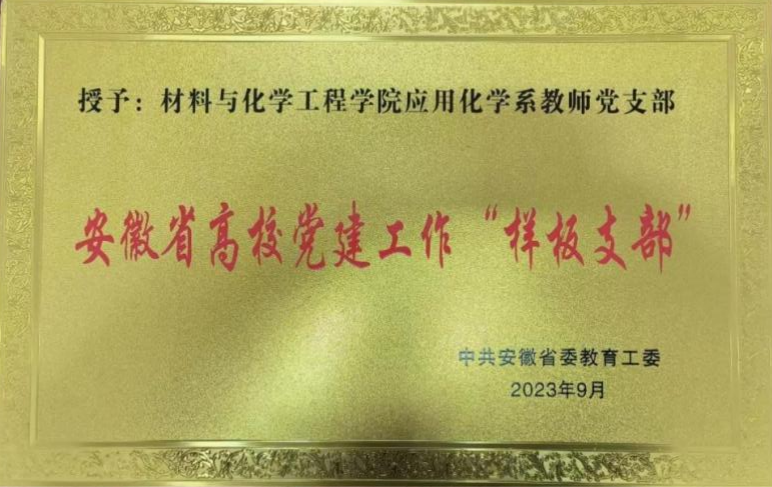 授予：材料与化学工程学院应用化学系教师党支部
安徽省高校党建工作“样板支部”
中共安徽省委教育工委
2023年9月